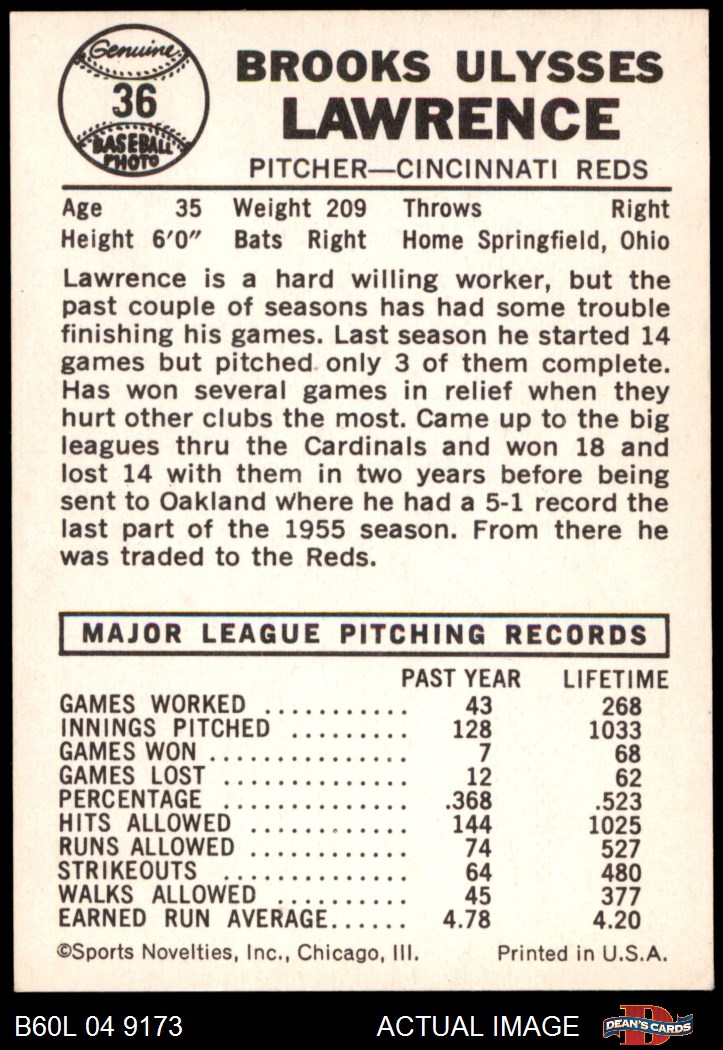 Genuine
36
BASEBALL
PHOTO
BROOKS ULYSSES
LAWRENCE
PITCHER—CINCINNATI REDS
Age 35 Weight 209 Throws Right
Height 6'0" Bats Right Home Springfield, Ohio
Lawrence is a hard willing worker, but the
past couple of seasons has had some trouble
finishing his games. Last season he started 14
games but pitched only 3 of them complete.
Has won several games in relief when they
hurt other clubs the most. Came up to the big
leagues thru the Cardinals and won 18 and
lost 14 with them in two years before being
sent to Oakland where he had a 5-1 record the
last part of the 1955 season. From there he
was traded to the Reds.
MAJOR LEAGUE PITCHING RECORDS
PAST YEAR LIFETIME
GAMES WORKED ........... 43 268
INNINGS PITCHED ......... 128 1033
GAMES WON ............... 7 68
GAMES LOST .............. 12 62
PERCENTAGE .............. .368 .523
HITS ALLOWED ............ 144 1025
RUNS ALLOWED ............ 74 527
STRIKEOUTS .............. 64 480
WALKS ALLOWED .......... 45 377
EARNED RUN AVERAGE...... 4.78 4.20
©Sports Novelties, Inc., Chicago, Ill. Printed in U.S.A.
B60L 04 9173 ACTUAL IMAGE D DEAN'S CARDS